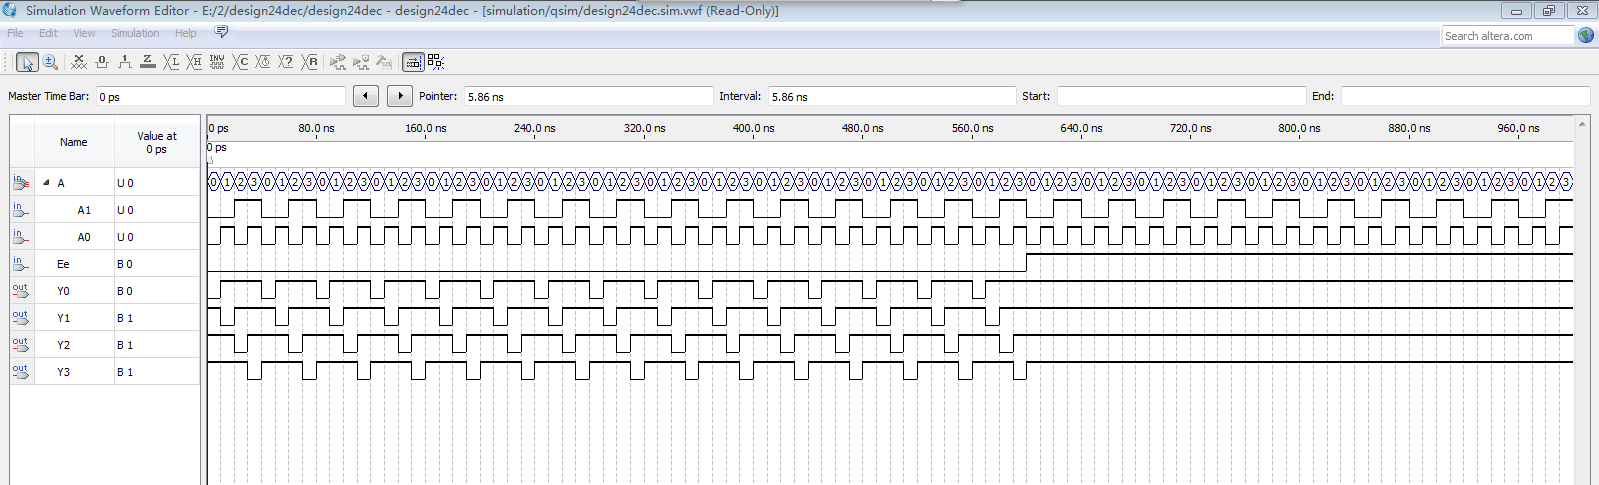 Simulation Waveform Editor - E:/2/design24dec/design24dec - design24dec - [simulation/qsim/design24dec.sim.vwf (Read-Only)]
File Edit View Simulation Help
Search altera.com
Master Time Bar: 0 ps Pointer: 5.86 ns Interval: 5.86 ns Start: End:
Name Value at 0 ps 0 ps 80.0 ns 160.0 ns 240.0 ns 320.0 ns 400.0 ns 480.0 ns 560.0 ns 640.0 ns 720.0 ns 800.0 ns 880.0 ns 960.0 ns
0 ps
in A U 0 0 1 2 3 0 1 2 3 0 1 2 3 0 1 2 3 0 1 2 3 0 1 2 3 0 1 2 3 0 1 2 3 0 1 2 3 0 1 2 3 0 1 2 3 0 1 2 3 0 1 2 3 0 1 2 3 0 1 2 3 0 1 2 3 0 1 2 3 0 1 2 3 0 1 2 3 0 1 2 3 0 1 2 3 0 1 2 3 0 1 2 3 0 1 2 3 0 1 2 3
in A1 U 0
in A0 U 0
in Ee B 0
out Y0 B 0
out Y1 B 1
out Y2 B 1
out Y3 B 1